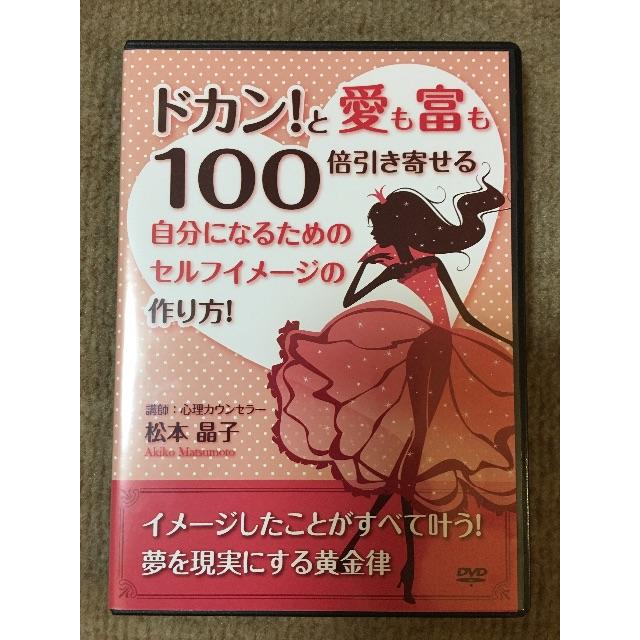 ドカン!と愛も富も
100倍引き寄せる
自分になるための
セルフイメージの
作り方!
講師：心理カウンセラー
松本 晶子
Akiko Matsumoto
イメージしたことがすべて叶う!
夢を現実にする黄金律
DVD